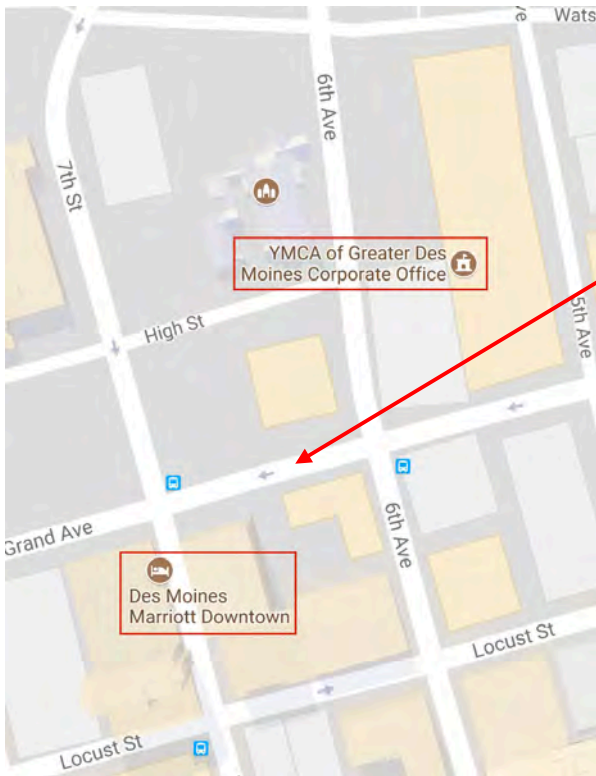 Wats
6th Ave
7th St
YMCA of Greater Des
Moines Corporate Office
High St
5th Ave
Grand Ave
6th Ave
Des Moines
Marriott Downtown
Locust St
Locust St